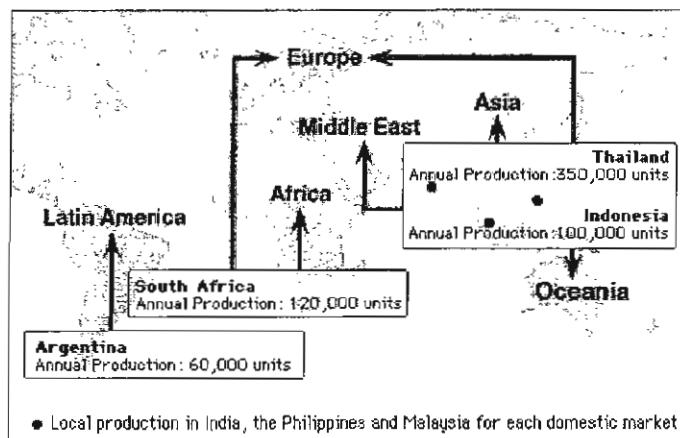 Europe
Asia
Middle East
Thailand
Annual Production :350,000 units
Africa
Indonesia
Annual Production :100,000 units
Latin America
South Africa
Annual Production : 120,000 units
Oceania
Argentina
Annual Production : 60,000 units
● Local production in India, the Philippines and Malaysia for each domestic market